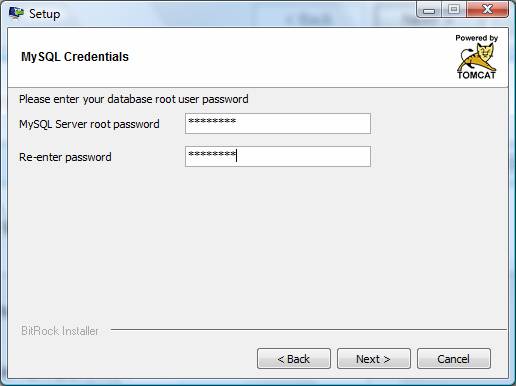 Setup
MySQL Credentials
Powered by
TOMCAT
Please enter your database root user password
MySQL Server root password ********
Re-enter password ********
BitRock Installer
< Back Next > Cancel